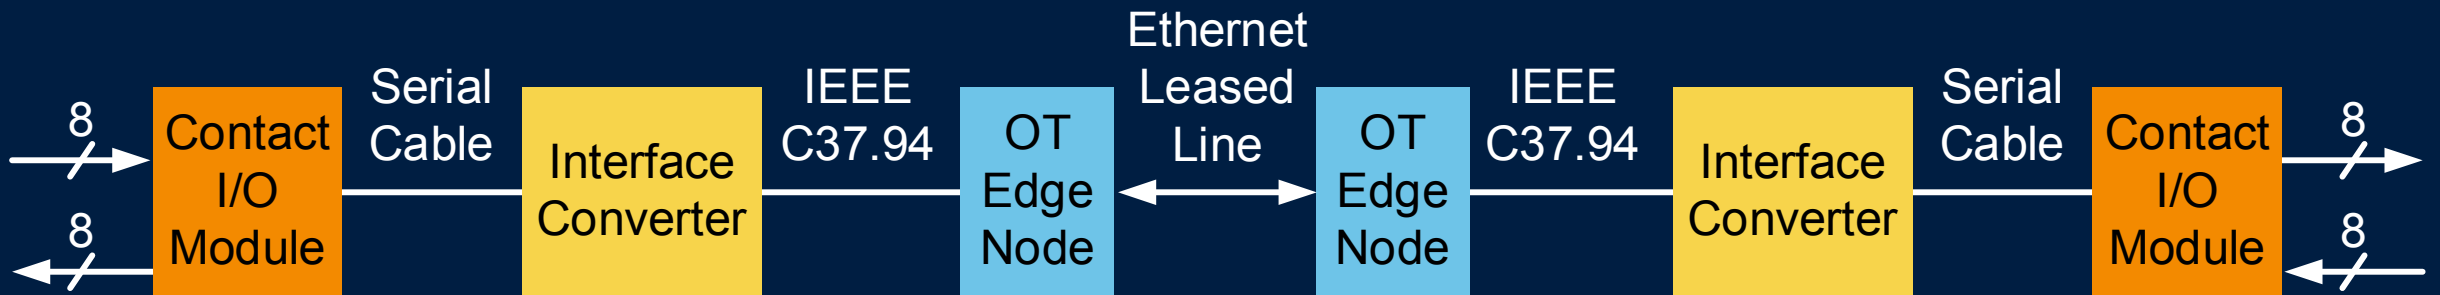 8
8
Contact
I/O
Module
Serial
Cable
Interface
Converter
IEEE
C37.94
OT
Edge
Node
Ethernet
Leased
Line
OT
Edge
Node
IEEE
C37.94
Interface
Converter
Serial
Cable
Contact
I/O
Module
8
8